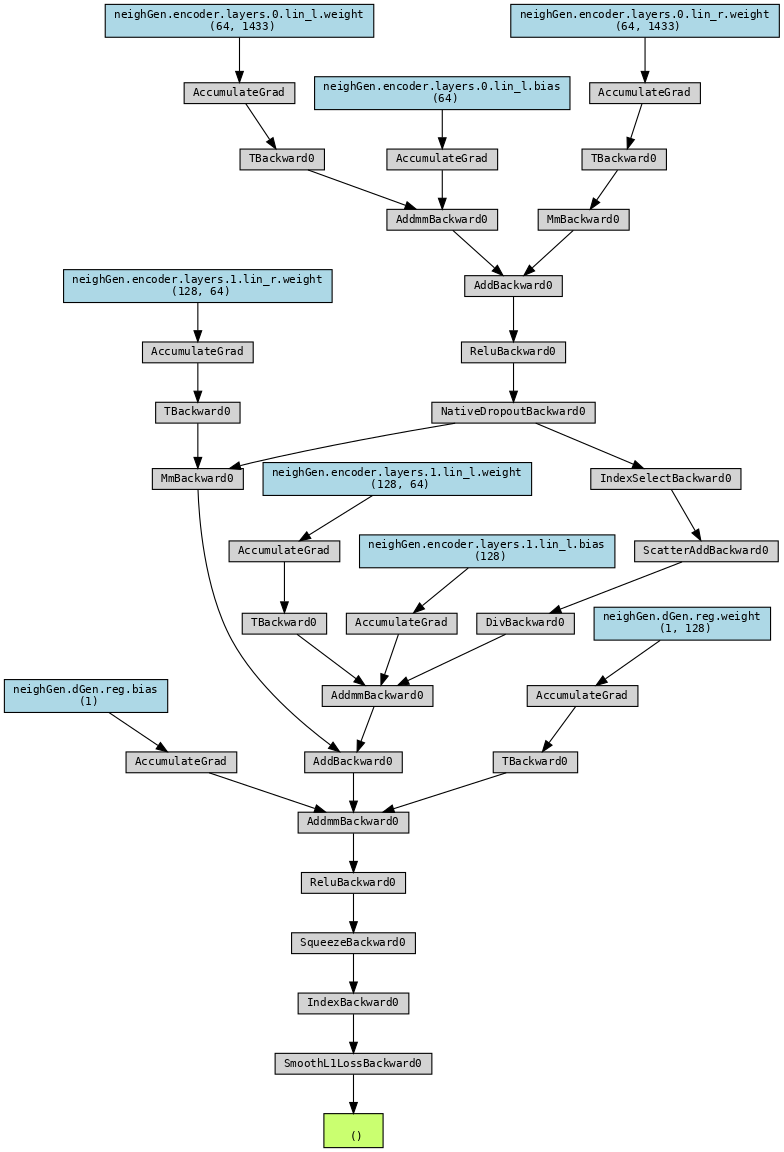 neighGen.encoder.layers.0.lin_l.weight
(64, 1433)
neighGen.encoder.layers.0.lin_r.weight
(64, 1433)
AccumulateGrad
neighGen.encoder.layers.0.lin_l.bias
(64)
AccumulateGrad
TBackward0
AccumulateGrad
TBackward0
AddmmBackward0
MmBackward0
neighGen.encoder.layers.1.lin_r.weight
(128, 64)
AddBackward0
AccumulateGrad
ReluBackward0
TBackward0
NativeDropoutBackward0
MmBackward0
neighGen.encoder.layers.1.lin_l.weight
(128, 64)
IndexSelectBackward0
AccumulateGrad
neighGen.encoder.layers.1.lin_l.bias
(128)
ScatterAddBackward0
TBackward0
AccumulateGrad
DivBackward0
neighGen.dGen.reg.weight
(1, 128)
neighGen.dGen.reg.bias
(1)
AddmmBackward0
AccumulateGrad
AccumulateGrad
AddBackward0
TBackward0
AddmmBackward0
ReluBackward0
SqueezeBackward0
IndexBackward0
SmoothL1LossBackward0
()